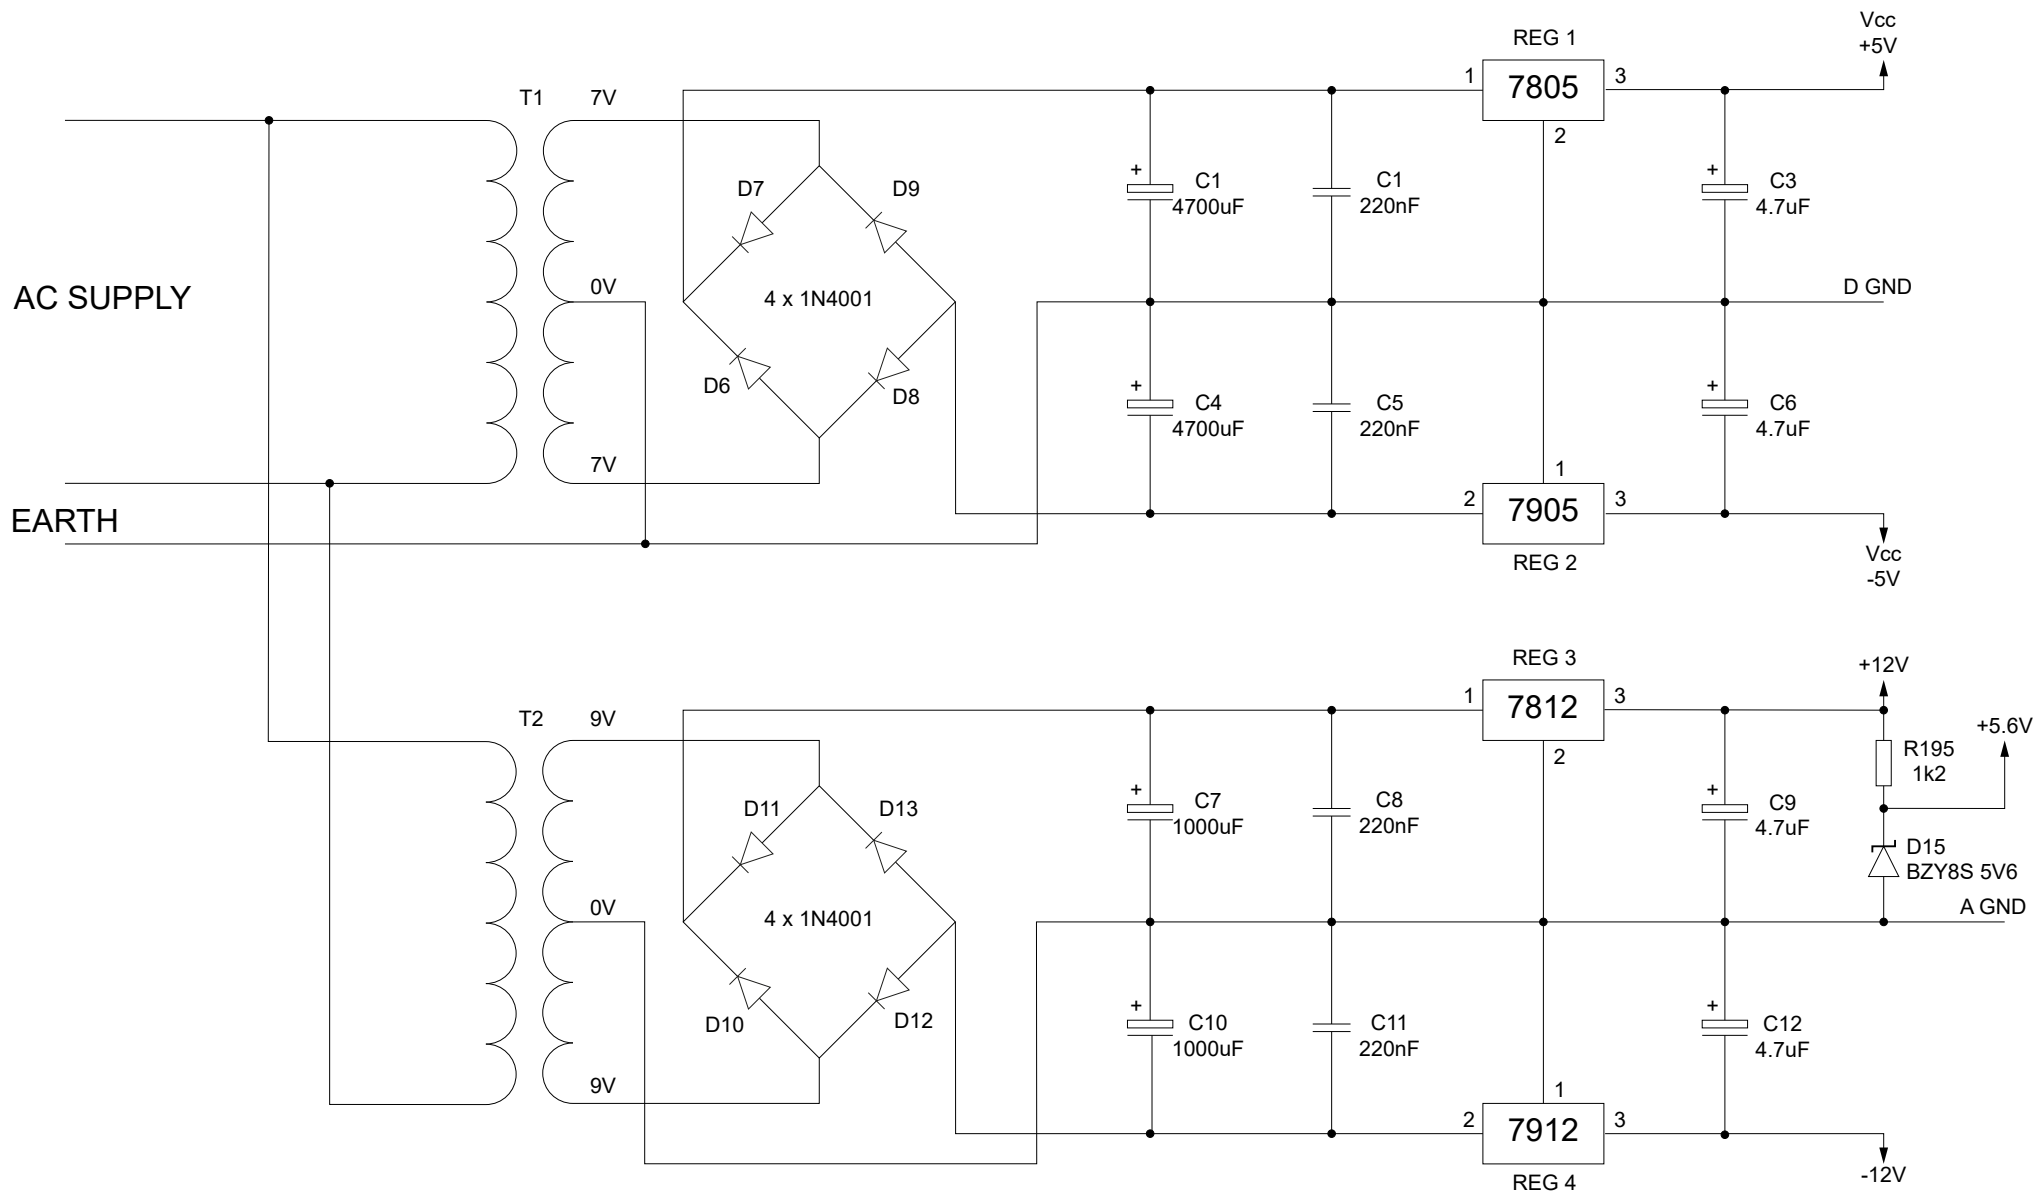 Vcc
+5V
REG 1
1
7805
3
2
T1
7V
D7
D9
+
C1
4700uF
C1
220nF
+
C3
4.7uF
AC SUPPLY
0V
4 x 1N4001
D GND
D6
D8
+
C4
4700uF
C5
220nF
+
C6
4.7uF
7V
1
2
7905
3
EARTH
REG 2
Vcc
-5V
REG 3
+12V
1
7812
3
2
T2
9V
+5.6V
R195
1k2
D11
D13
+
C7
1000uF
C8
220nF
+
C9
4.7uF
D15
BZY8S 5V6
0V
4 x 1N4001
A GND
D10
D12
+
C10
1000uF
C11
220nF
+
C12
4.7uF
9V
1
2
7912
3
REG 4
-12V